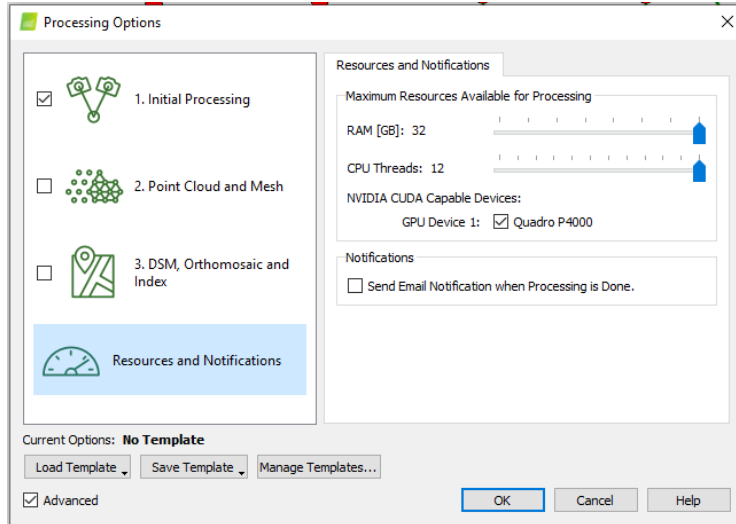 Processing Options
1. Initial Processing
2. Point Cloud and Mesh
3. DSM, Orthomosaic and
Index
Resources and Notifications
Resources and Notifications
Maximum Resources Available for Processing
RAM [GB]: 32
CPU Threads: 12
NVIDIA CUDA Capable Devices:
GPU Device 1: Quadro P4000
Notifications
Send Email Notification when Processing is Done.
Current Options: No Template
Load Template Save Template Manage Templates...
Advanced OK Cancel Help